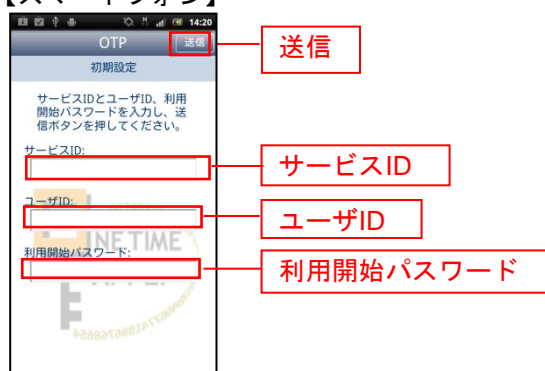 【スマートフォン】
14:20
OTP
送信
送信
初期設定
サービスIDとユーザID、利用
開始パスワードを入力し、送
信ボタンを押してください。
サービスID:
サービスID
ユーザID:
ユーザID
NE TIME
利用開始パスワード:
利用開始パスワード